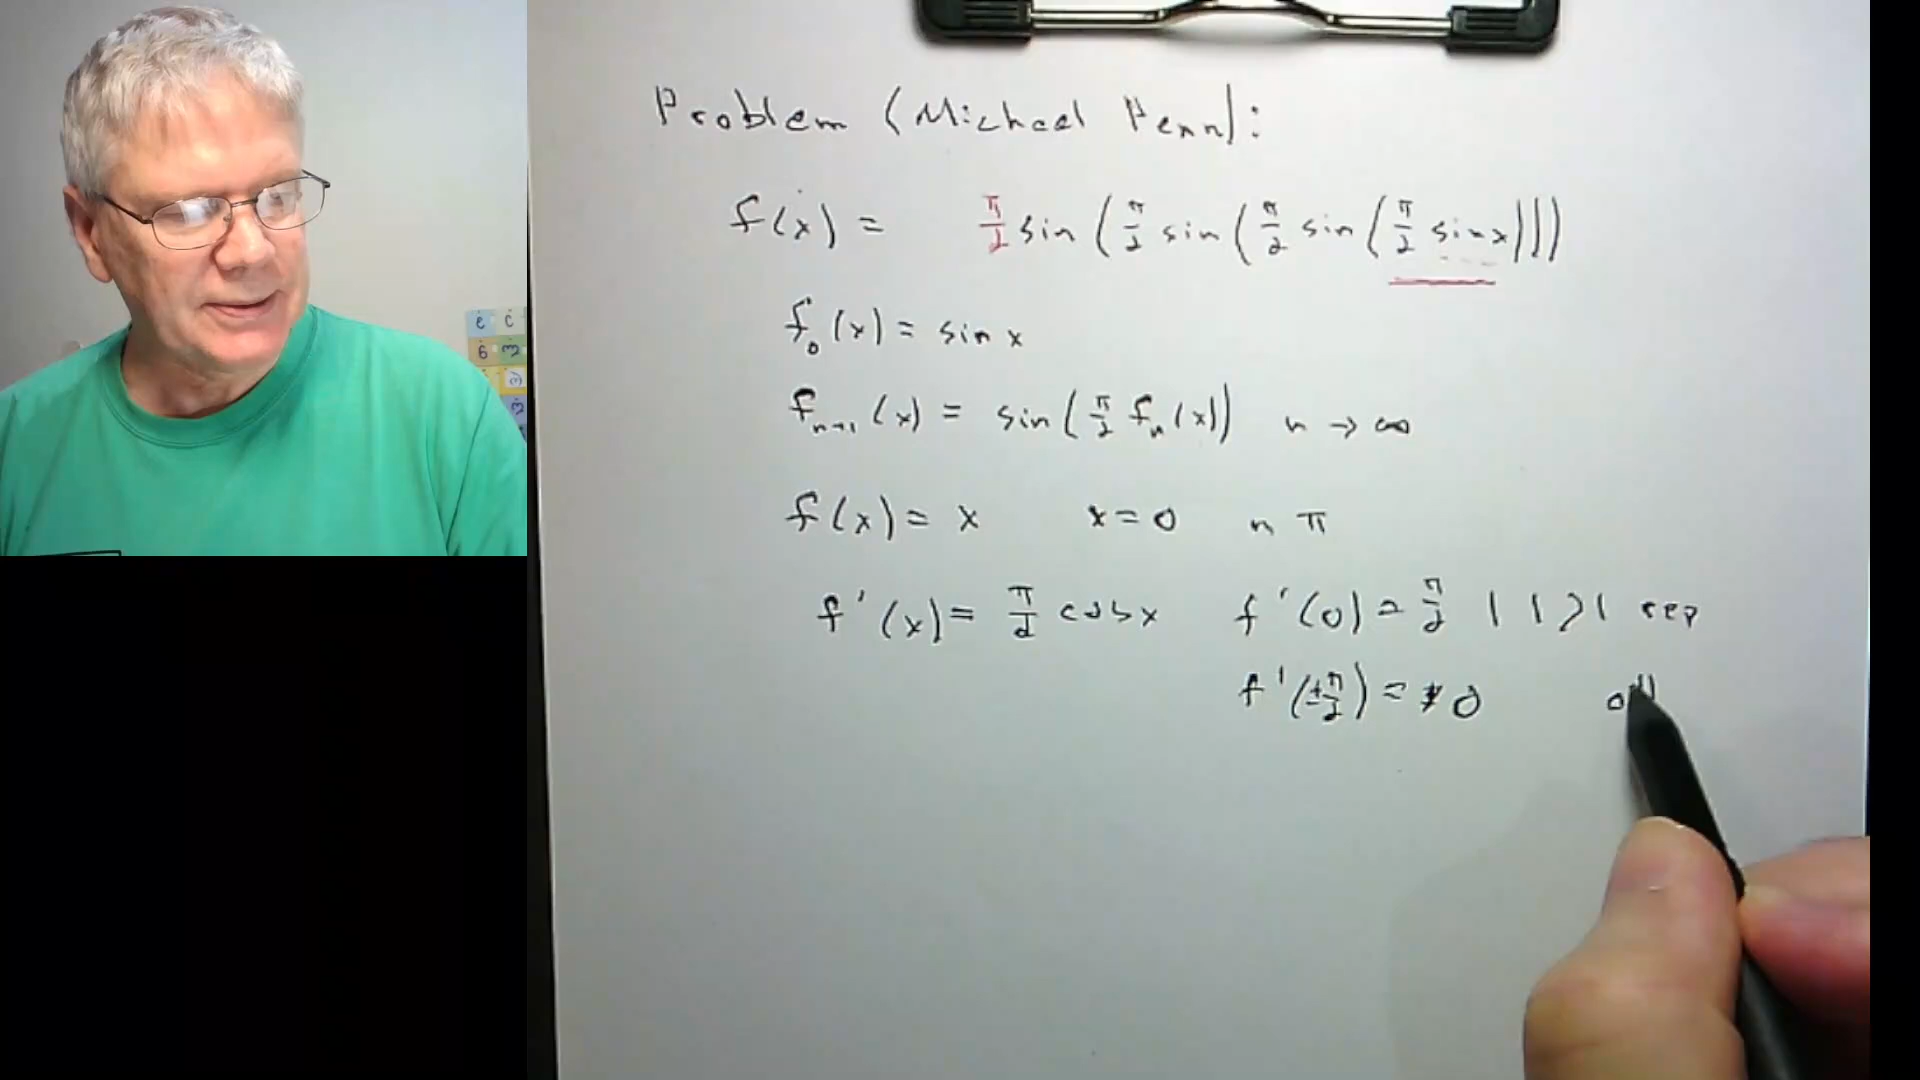 Problem (Michael Penn):
f(x) = π/2 sin(π/2 sin(π/2 sin(π/2 sin x)))
f₀(x) = sin x
fₙ₊₁(x) = sin(π/2 fₙ(x)) n → ∞
f(x) = x x = 0 n π
f'(x) = π/2 cos x f'(0) = π/2 | | > 1 rep
f'(±π/2) = 0